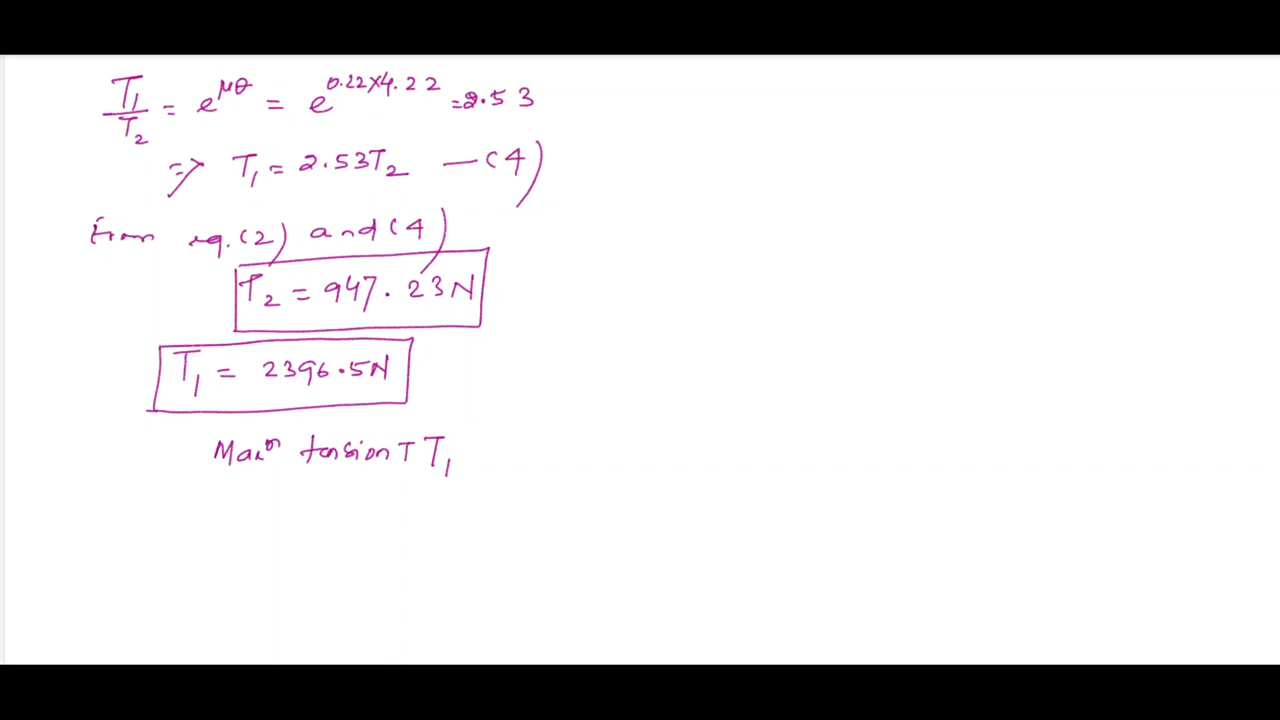 T₁/T₂ = e^μθ = e^0.22×4.22 = 2.53
=> T₁ = 2.53T₂ —(4)
From eq.(2) and (4)
T₂ = 947.23N
T₁ = 2396.5N
Maxᵐ tension T T₁